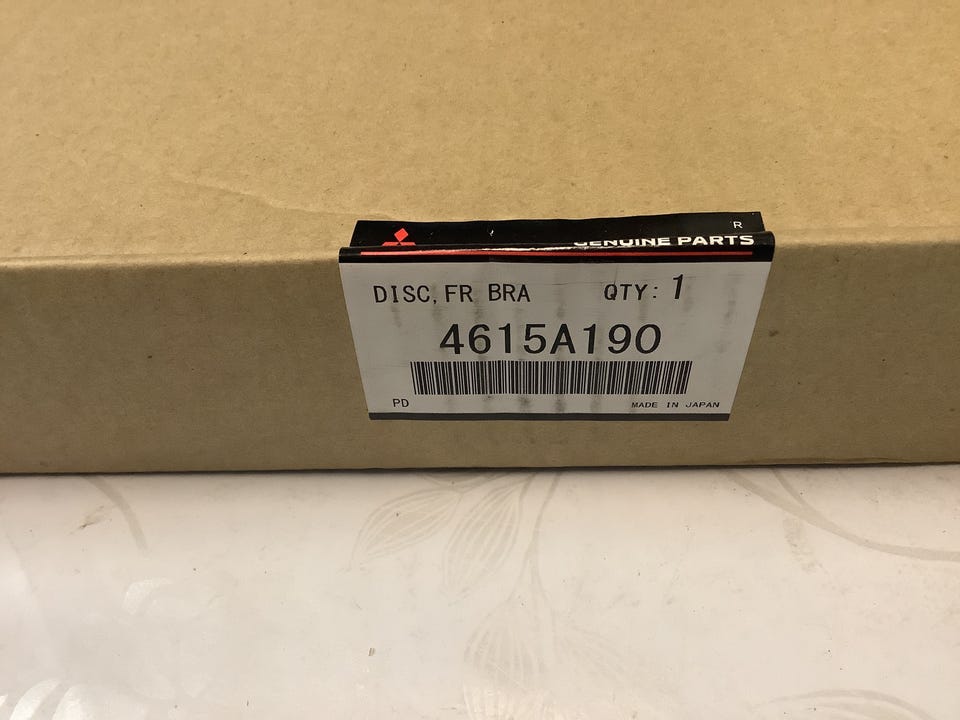 R
GENUINE PARTS
DISC, FR BRA QTY: 1
4615A190
PD MADE IN JAPAN